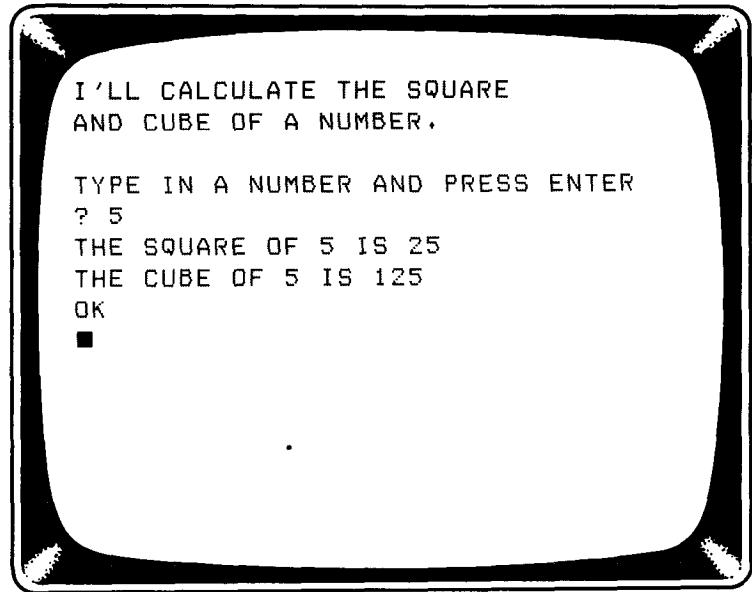 I'LL CALCULATE THE SQUARE
AND CUBE OF A NUMBER.
TYPE IN A NUMBER AND PRESS ENTER
? 5
THE SQUARE OF 5 IS 25
THE CUBE OF 5 IS 125
OK